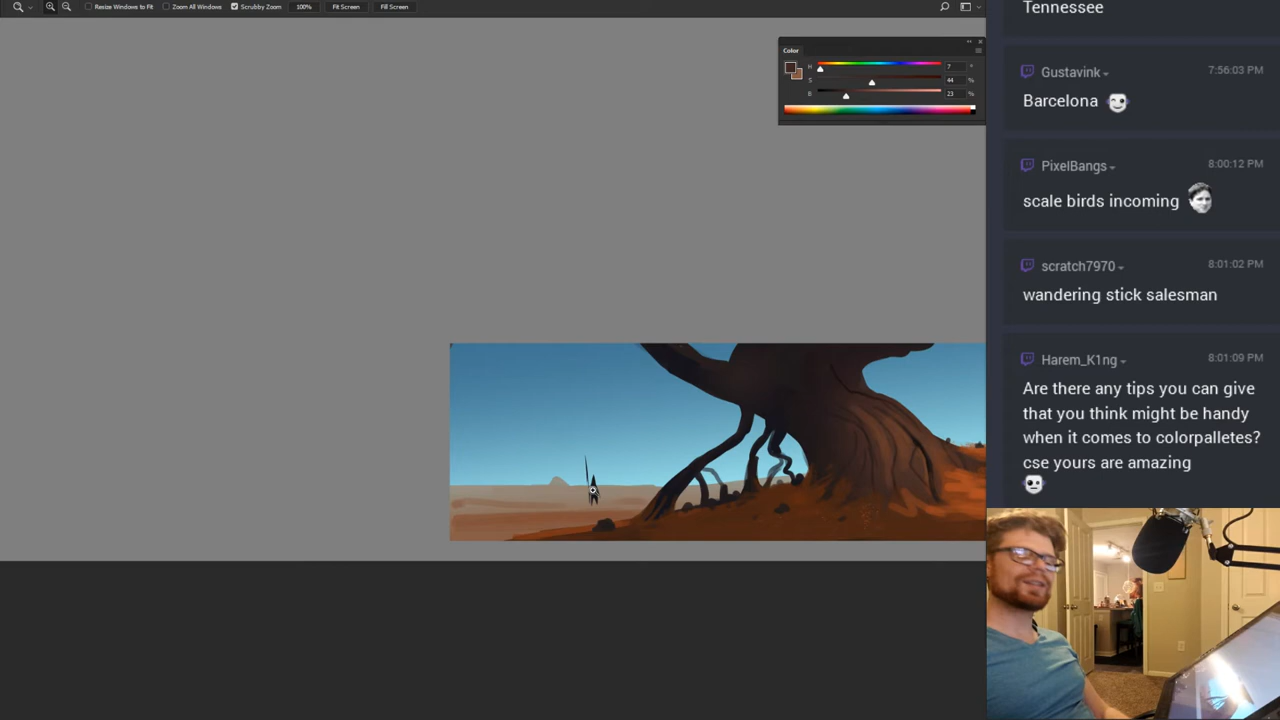 Resize Windows to Fit
Zoom All Windows
Scrubby Zoom
100%
Fit Screen
Fill Screen
Color
H 7 °
S 44 %
B 23 %
Tennessee
Gustavink 7:56:03 PM
Barcelona
PixelBangs 8:00:12 PM
scale birds incoming
scratch7970 8:01:02 PM
wandering stick salesman
Harem_K1ng 8:01:09 PM
Are there any tips you can give
that you think might be handy
when it comes to colorpalletes?
cse yours are amazing